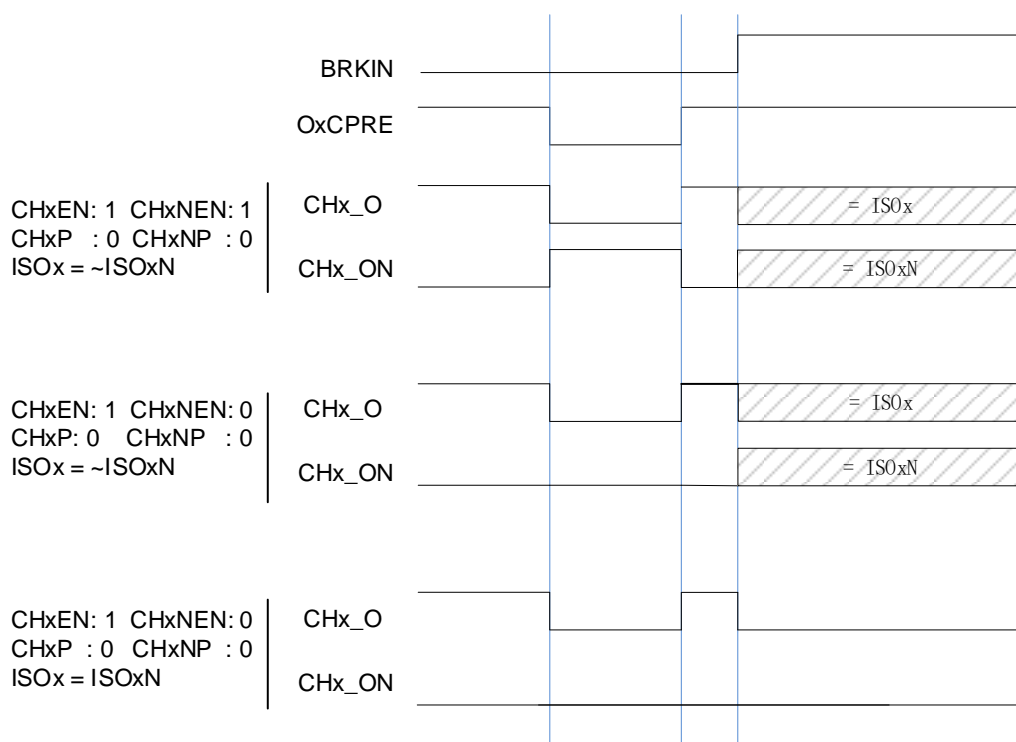 BRKIN
OxCPRE
CHxEN: 1 CHxNEN: 1
CHxP : 0 CHxNP : 0
ISOx = ~ISOxN
CHx_O
= ISOx
CHx_ON
= ISOxN
CHxEN: 1 CHxNEN: 0
CHxP: 0 CHxNP : 0
ISOx = ~ISOxN
CHx_O
= ISOx
CHx_ON
= ISOxN
CHxEN: 1 CHxNEN: 0
CHxP : 0 CHxNP : 0
ISOx = ISOxN
CHx_O
CHx_ON